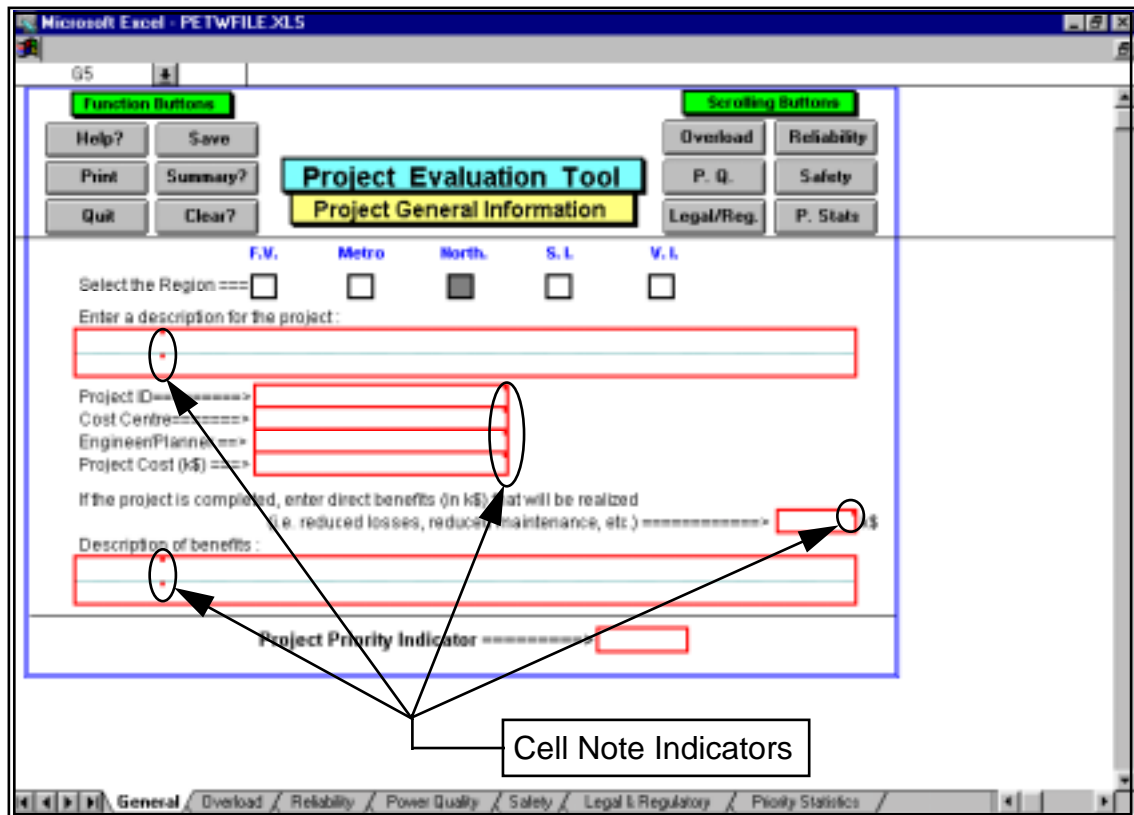 Microsoft Excel - PETWFILE.XLS
G5
Function Buttons Scrolling Buttons
Help? Save Overload Reliability
Print Summary? Project Evaluation Tool P. Q. Safety
Quit Clear? Project General Information Legal/Reg. P. Stats
F.V. Metro North. S. I. V. I.
Select the Region ===
Enter a description for the project :
Project ID=========>
Cost Centre=======>
Engineer/Planner ==>
Project Cost (k$) ===>
If the project is completed, enter direct benefits (in k$) that will be realized
(i.e. reduced losses, reduced maintenance, etc.) ============> k$
Description of benefits :
Project Priority Indicator =========>
Cell Note Indicators
General Overload Reliability Power Quality Safety Legal & Regulatory Priority Statistics